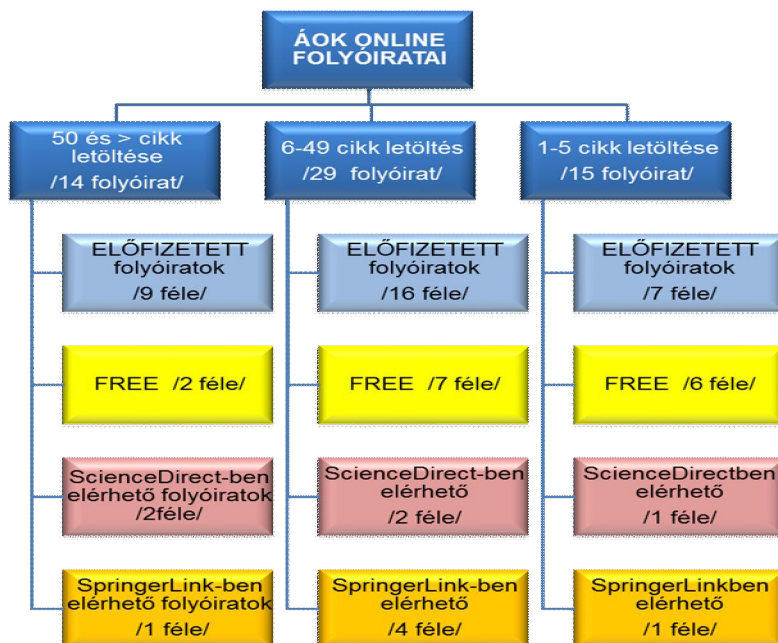 ÁOK ONLINE
FOLYÓIRATAI
50 és > cikk
letöltése
/14 folyóirat/
6-49 cikk letöltés
/29 folyóirat/
1-5 cikk letöltése
/15 folyóirat/
ELŐFIZETETT
folyóiratok
/9 féle/
ELŐFIZETETT
folyóiratok
/16 féle/
ELŐFIZETETT
folyóiratok
/7 féle/
FREE /2 féle/
FREE /7 féle/
FREE /6 féle/
ScienceDirect-ben
elérhető folyóiratok
/2féle/
ScienceDirect-ben
elérhető
/2 féle/
ScienceDirectben
elérhető
/1 féle/
SpringerLink-ben
elérhető folyóiratok
/1 féle/
SpringerLink-ben
elérhető
/4 féle/
SpringerLinkben
elérhető
/1 féle/